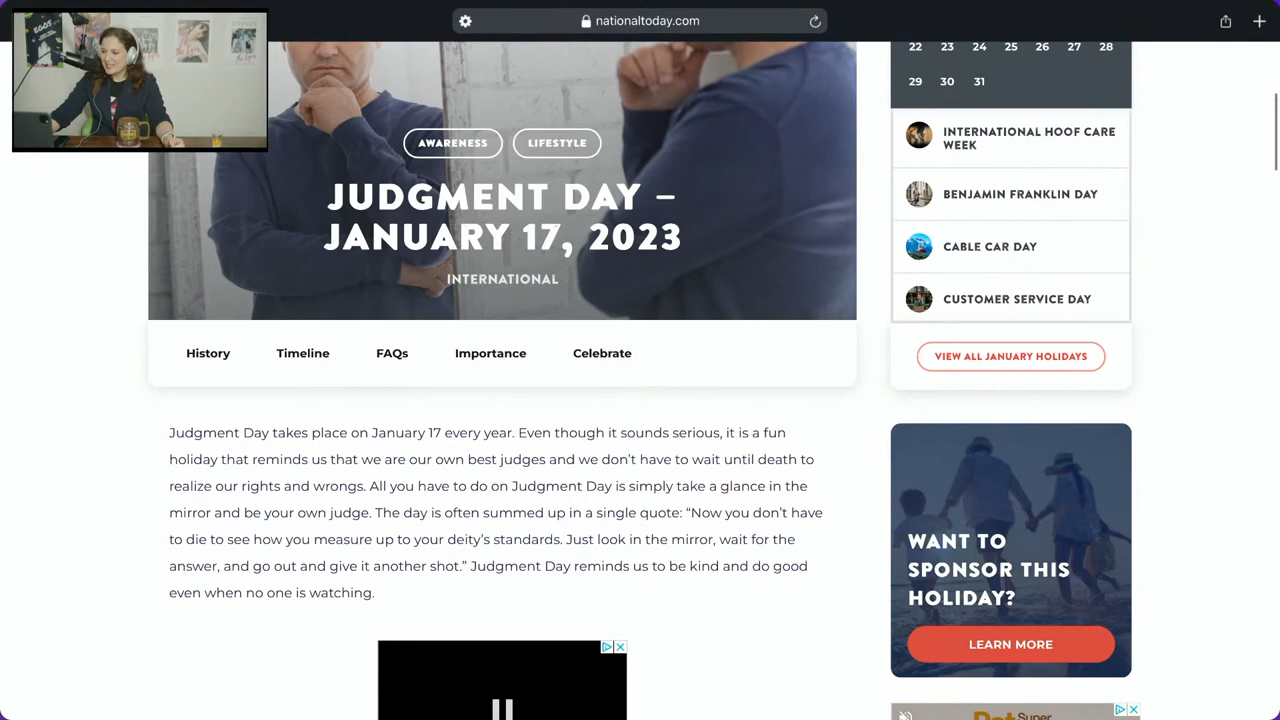 nationaltoday.com
AWARENESS
LIFESTYLE
JUDGMENT DAY –
JANUARY 17, 2023
INTERNATIONAL
History
Timeline
FAQs
Importance
Celebrate
Judgment Day takes place on January 17 every year. Even though it sounds serious, it is a fun
holiday that reminds us that we are our own best judges and we don’t have to wait until death to
realize our rights and wrongs. All you have to do on Judgment Day is simply take a glance in the
mirror and be your own judge. The day is often summed up in a single quote: “Now you don’t have
to die to see how you measure up to your deity’s standards. Just look in the mirror, wait for the
answer, and go out and give it another shot.” Judgment Day reminds us to be kind and do good
even when no one is watching.
22 23 24 25 26 27 28
29 30 31
INTERNATIONAL HOOF CARE
WEEK
BENJAMIN FRANKLIN DAY
CABLE CAR DAY
CUSTOMER SERVICE DAY
VIEW ALL JANUARY HOLIDAYS
WANT TO
SPONSOR THIS
HOLIDAY?
LEARN MORE